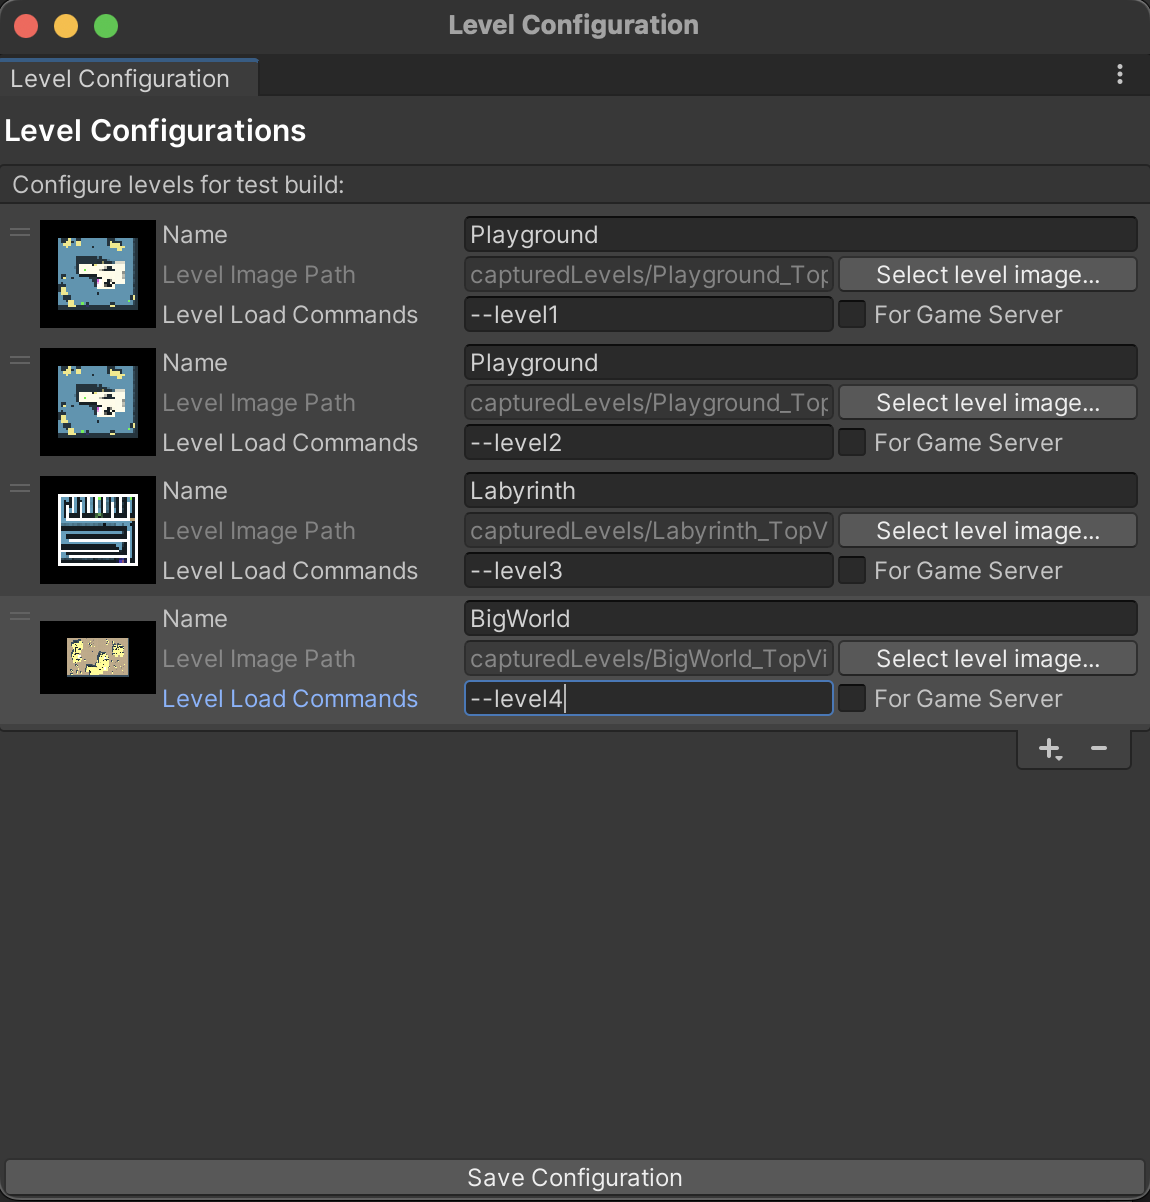 Level Configuration
Level Configuration
Level Configurations
Configure levels for test build:
Name Playground
Level Image Path capturedLevels/Playground_Top Select level image...
Level Load Commands --level1 For Game Server
Name Playground
Level Image Path capturedLevels/Playground_Top Select level image...
Level Load Commands --level2 For Game Server
Name Labyrinth
Level Image Path capturedLevels/Labyrinth_TopV Select level image...
Level Load Commands --level3 For Game Server
Name BigWorld
Level Image Path capturedLevels/BigWorld_TopVi Select level image...
Level Load Commands --level4 For Game Server
Save Configuration